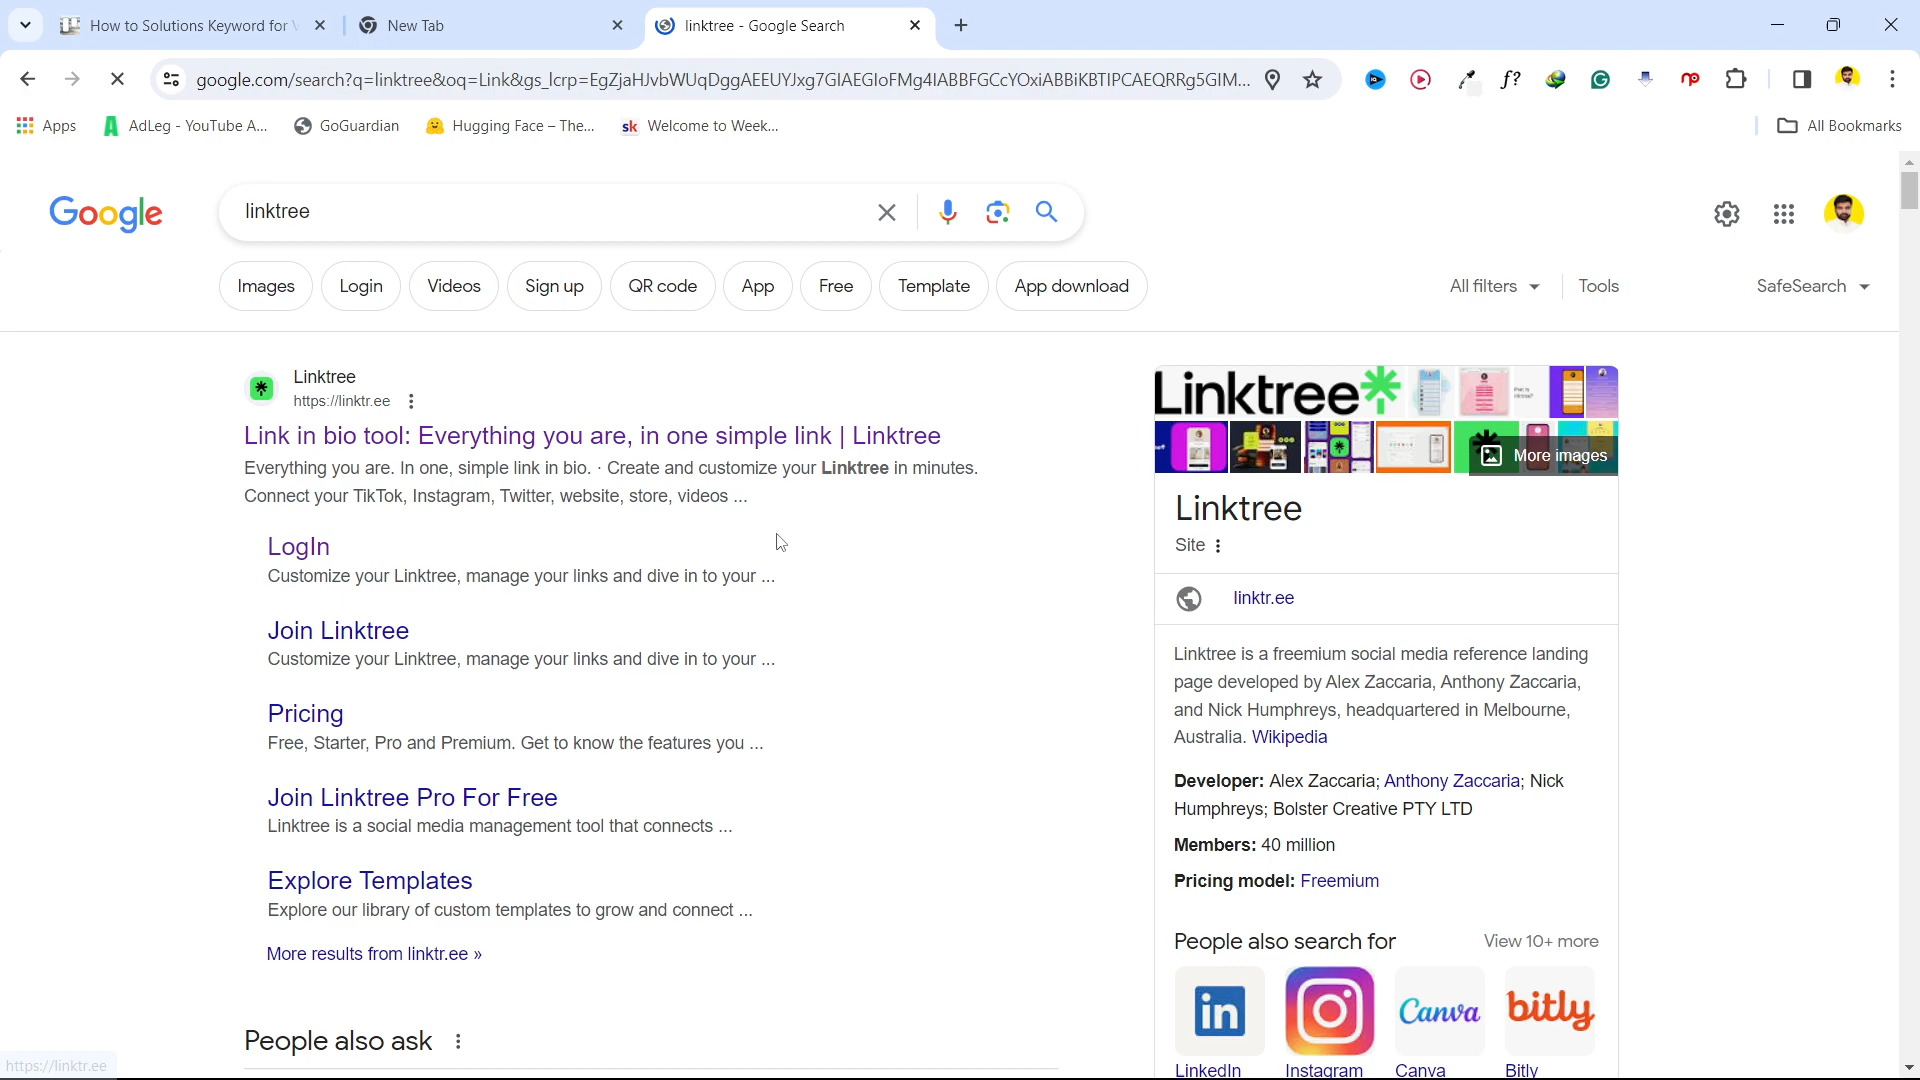 How to Solutions Keyword for
New Tab
linktree - Google Search
google.com/search?q=linktree&oq=Link&gs_lcrp=EgZjaHJvbWUqDggAEEUYJxg7GIAEGIoFMg4IABBFGCcYOxiABBiKBTIPCAEQRRg5GIM...
f?
Apps
AdLeg - YouTube A...
GoGuardian
Hugging Face – The...
sk Welcome to Week...
All Bookmarks
Google
linktree
Images
Login
Videos
Sign up
QR code
App
Free
Template
App download
All filters
Tools
SafeSearch
Linktree
https://linktr.ee
Link in bio tool: Everything you are, in one simple link | Linktree
Everything you are. In one, simple link in bio. · Create and customize your Linktree in minutes.
Connect your TikTok, Instagram, Twitter, website, store, videos ...
LogIn
Customize your Linktree, manage your links and dive in to your ...
Join Linktree
Customize your Linktree, manage your links and dive in to your ...
Pricing
Free, Starter, Pro and Premium. Get to know the features you ...
Join Linktree Pro For Free
Linktree is a social media management tool that connects ...
Explore Templates
Explore our library of custom templates to grow and connect ...
More results from linktr.ee »
People also ask
https://linktr.ee
Linktree
More images
Linktree
Site
linktr.ee
Linktree is a freemium social media reference landing
page developed by Alex Zaccaria, Anthony Zaccaria,
and Nick Humphreys, headquartered in Melbourne,
Australia. Wikipedia
Developer: Alex Zaccaria; Anthony Zaccaria; Nick
Humphreys; Bolster Creative PTY LTD
Members: 40 million
Pricing model: Freemium
People also search for
View 10+ more
in
Canva
bitly
LinkedIn
Instagram
Canva
Bitly